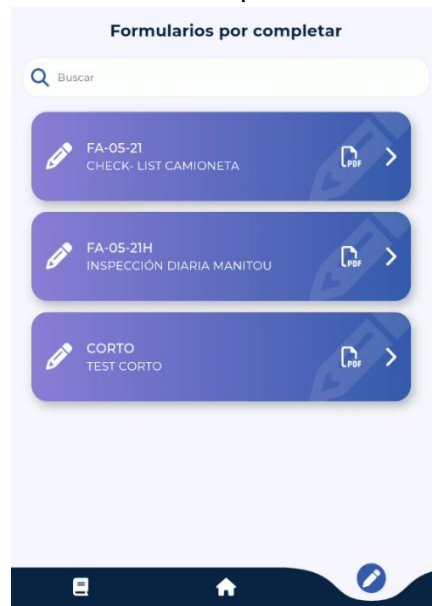 Formularios por completar
Buscar
FA-05-21
CHECK- LIST CAMIONETA
PDF
FA-05-21H
INSPECCIÓN DIARIA MANITOU
PDF
CORTO
TEST CORTO
PDF